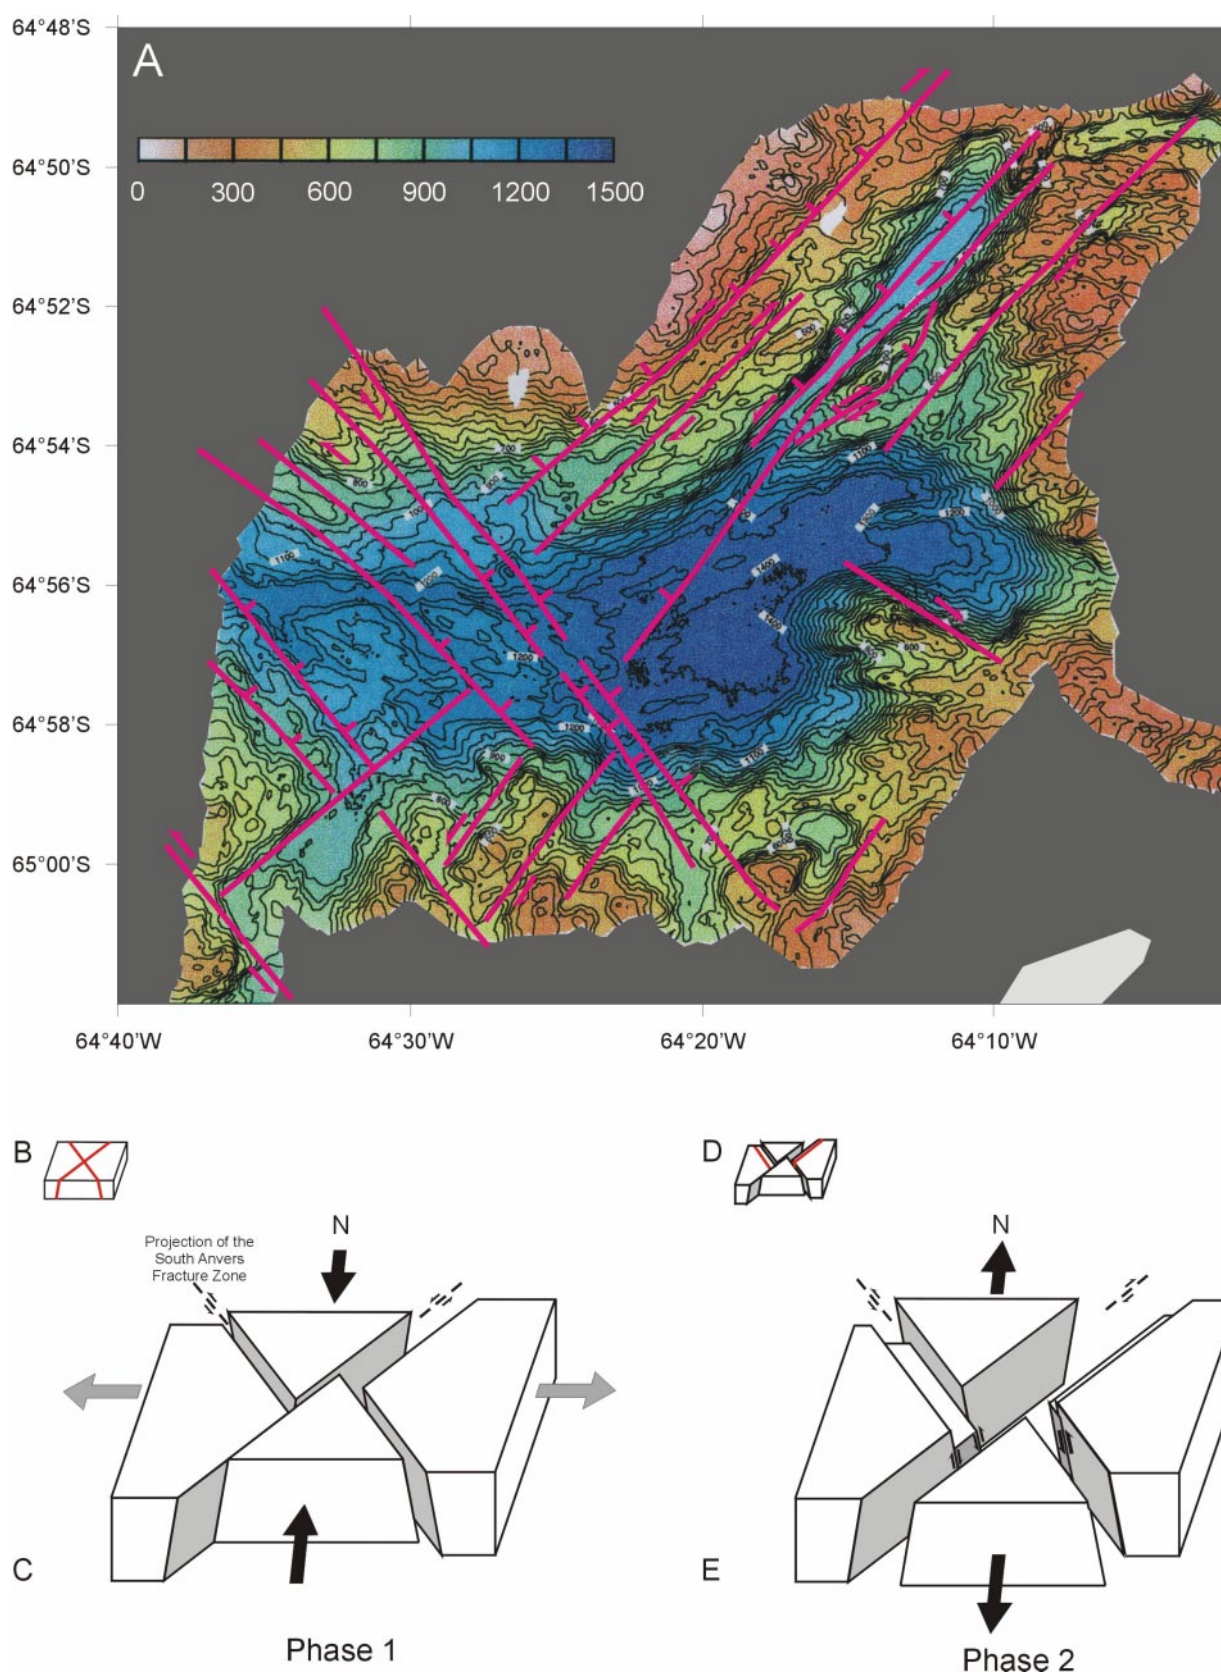 64°48'S
A
64°50'S
0 300 600 900 1200 1500
64°52'S
64°54'S
64°56'S
64°58'S
65°00'S
64°40'W 64°30'W 64°20'W 64°10'W
B
D
N
N
Projection of the
South Anvers
Fracture Zone
C
E
Phase 1
Phase 2